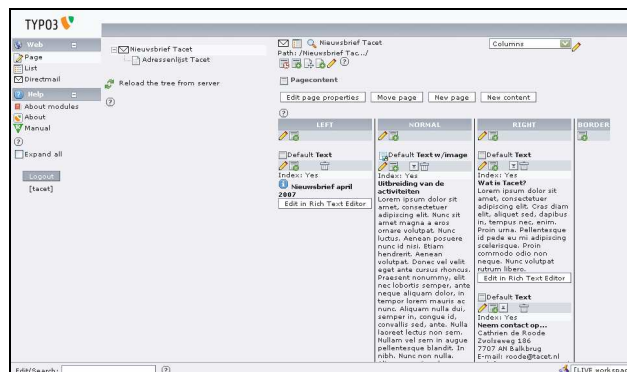 TYPO3
Web
Page
List
Directmail
Help
About modules
About
Manual
Expand all
Logout
[tacet]
Nieuwsbrief Tacet
Adressenlijst Tacet
Reload the tree from server
Nieuwsbrief Tacet
Path: /Nieuwsbrief Tac.../
Columns
Pagecontent
Edit page properties
Move page
New page
New content
LEFT
Default Text
Index: Yes
Nieuwsbrief april
2007
Edit in Rich Text Editor
NORMAL
Default Text w/image
Index: Yes
Uitbreiding van de
activiteiten
Lorem ipsum dolor sit
amet, consectetuer
adipiscing elit. Nunc sit
amet magna a eros
ornare volutpat. Nunc
luctus. Aenean posuere
nunc id nisi. Etiam
hendrerit. Aenean
volutpat. Donec vel velit
eget ante cursus rhoncus.
Praesent nonummy, elit
nec lobortis semper, ante
neque aliquam dolor, in
tempor lorem mauris ac
nunc. Aliquam nulla dui,
semper in, congue id,
convallis sed, ante. Nulla
laoreet lectus non sem.
Nullam vel sem in augue
pellentesque blandit. In
nibh. Nunc non nulla.
RIGHT
Default Text
Index: Yes
What is Tacet?
Lorem ipsum dolor sit
amet, consectetuer
adipiscing elit. Cras diam
elit, aliquet sed, dapibus
in, tempus nec, enim.
Proin urna. Pellentesque
id pede eu mi adipiscing
scelerisque. Proin
commodo odio non
neque. Nunc volutpat
rutrum libero.
Edit in Rich Text Editor
Default Text
Index: Yes
Neem contact op...
Cathrien de Roode
Zwolseweg 186
7707 AN Balkbrug
E-mail: roode@tacet.nl
BORDER
Edit/Search:
[LIVE workspac